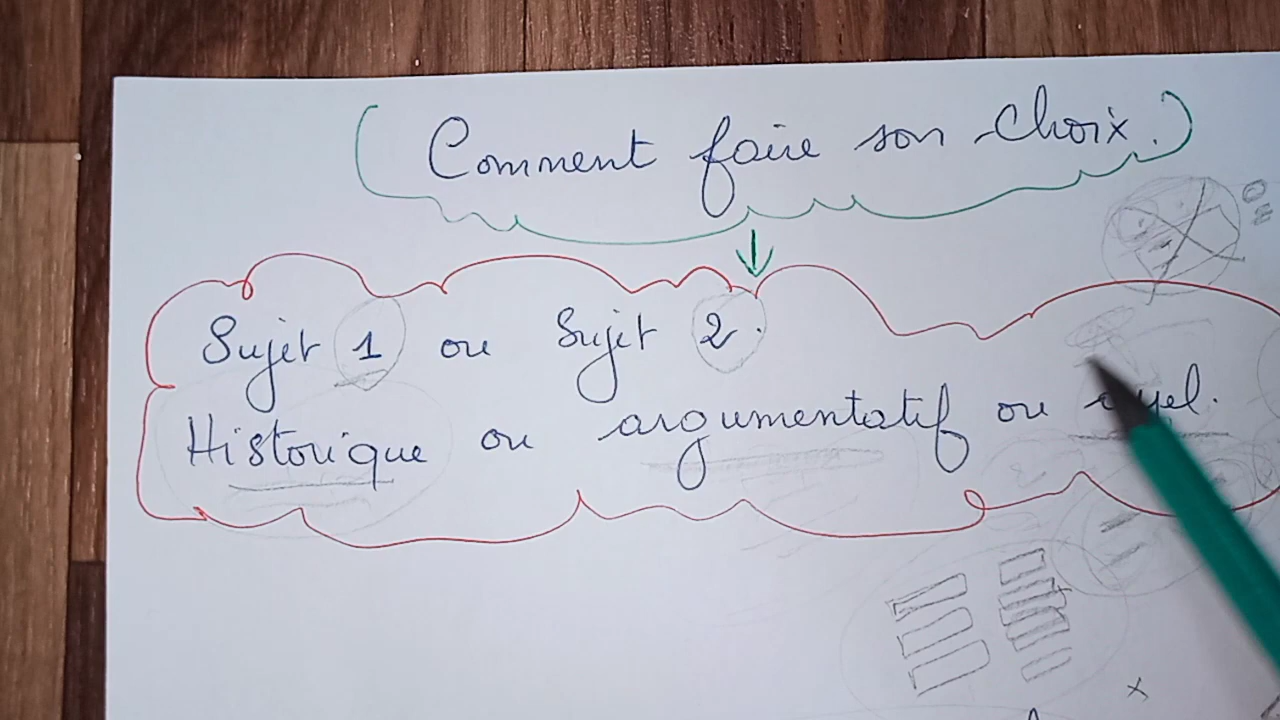 Comment faire son choix.
Sujet 1 ou Sujet 2.
Historique ou argumentatif ou